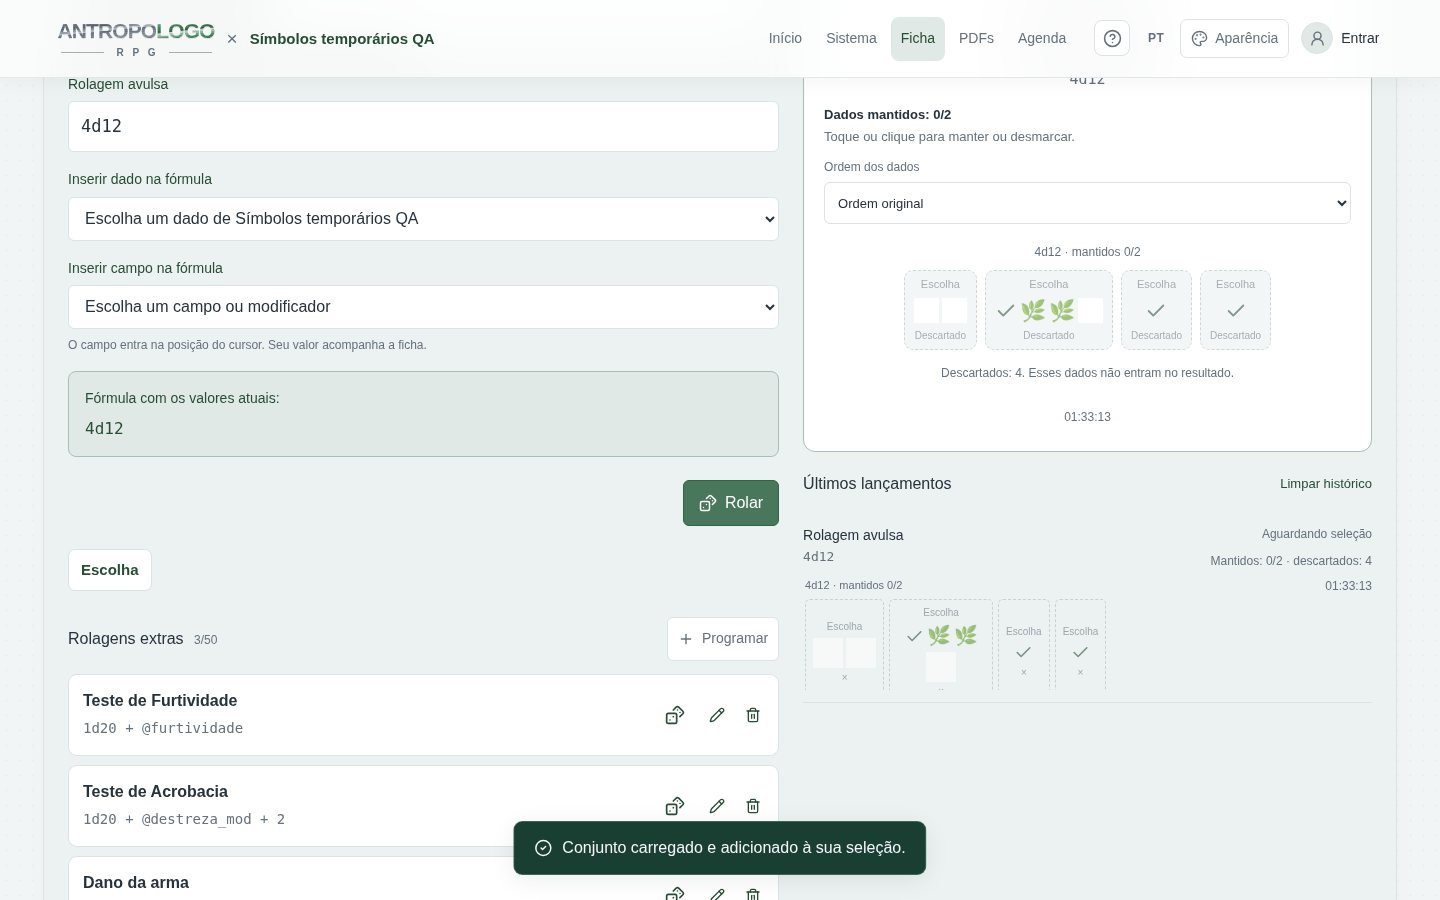 ANTROPOLOGO
RPG
× Símbolos temporários QA
Início Sistema Ficha PDFs Agenda PT Aparência Entrar
Rolagem avulsa
4d12
Inserir dado na fórmula
Escolha um dado de Símbolos temporários QA
Inserir campo na fórmula
Escolha um campo ou modificador
O campo entra na posição do cursor. Seu valor acompanha a ficha.
Fórmula com os valores atuais:
4d12
Rolar
Escolha
Rolagens extras 3/50
Programar
Teste de Furtividade
1d20 + @furtividade
Teste de Acrobacia
1d20 + @destreza_mod + 2
Dano da arma
4d12
Dados mantidos: 0/2
Toque ou clique para manter ou desmarcar.
Ordem dos dados
Ordem original
4d12 · mantidos 0/2
Escolha Escolha Escolha Escolha
Descartado Descartado Descartado Descartado
Descartados: 4. Esses dados não entram no resultado.
01:33:13
Últimos lançamentos
Limpar histórico
Rolagem avulsa
Aguardando seleção
4d12
Mantidos: 0/2 · descartados: 4
4d12 · mantidos 0/2
01:33:13
Escolha Escolha Escolha Escolha
× × ×
Conjunto carregado e adicionado à sua seleção.